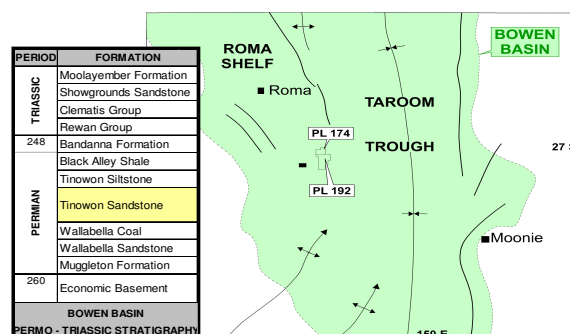 PERIOD FORMATION
TRIASSIC
Moolayember Formation
Showgrounds Sandstone
Clematis Group
Rewan Group
248 Bandanna Formation
PERMIAN
Black Alley Shale
Tinowon Siltstone
Tinowon Sandstone
Wallabella Coal
Wallabella Sandstone
Muggleton Formation
260 Economic Basement
BOWEN BASIN
PERMO - TRIASSIC STRATIGRAPHY
ROMA
SHELF
Roma
TAROOM
TROUGH
PL 174
PL 192
BOWEN
BASIN
27
Moonie
150 E